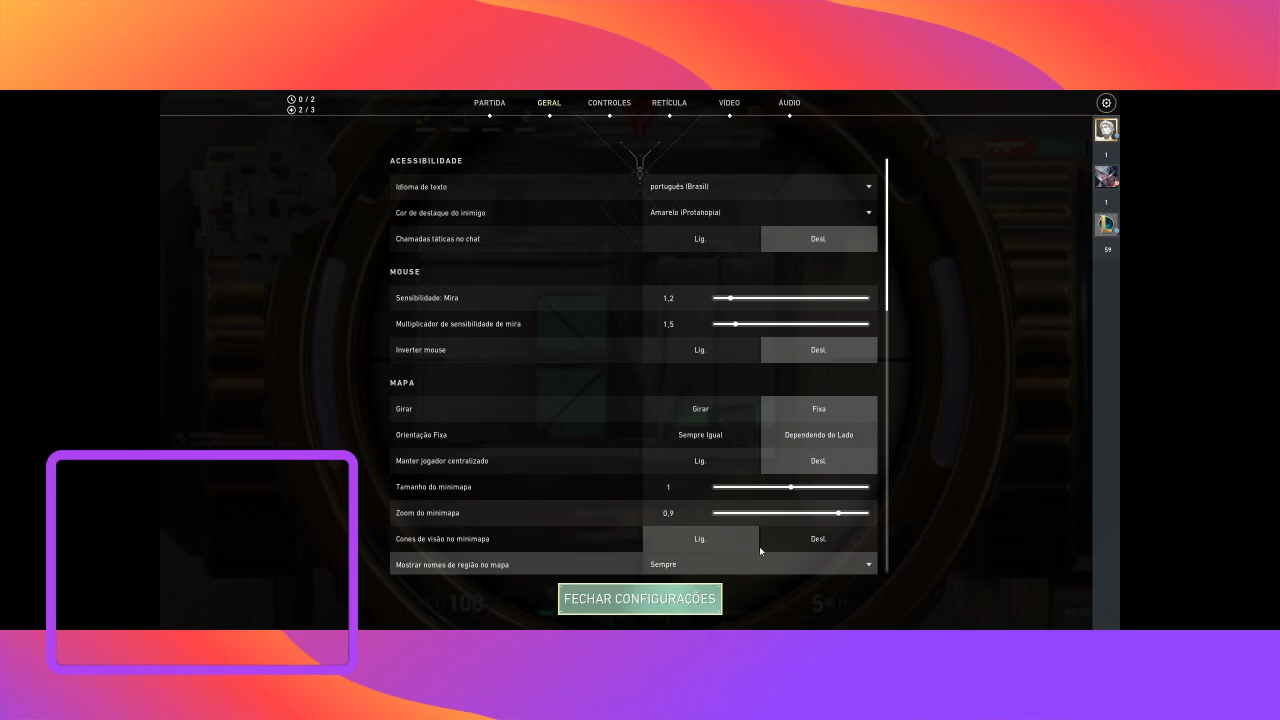 0 / 2
2 / 3
PARTIDA GERAL CONTROLES RETÍCULA VÍDEO ÁUDIO
ACESSIBILIDADE
Idioma de texto português (Brasil)
Cor de destaque do inimigo Amarelo (Protanopia)
Chamadas táticas no chat Lig. Desl.
MOUSE
Sensibilidade: Mira 1,2
Multiplicador de sensibilidade de mira 1,5
Inverter mouse Lig. Desl.
MAPA
Girar Girar Fixa
Orientação Fixa Sempre Igual Dependendo do Lado
Manter jogador centralizado Lig. Desl.
Tamanho do minimapa 1
Zoom do minimapa 0,9
Cones de visão no minimapa Lig. Desl.
Mostrar nomes de região no mapa Sempre
FECHAR CONFIGURAÇÕES
100
5
1
1
59